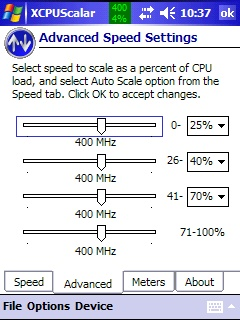 XCPUScalar 400 4% 10:37 ok
Advanced Speed Settings
Select speed to scale as a percent of CPU
load, and select Auto Scale option from the
Speed tab. Click OK to accept changes.
0- 25%
400 MHz
26- 40%
400 MHz
41- 70%
400 MHz
71-100%
400 MHz
Speed Advanced Meters About
File Options Device